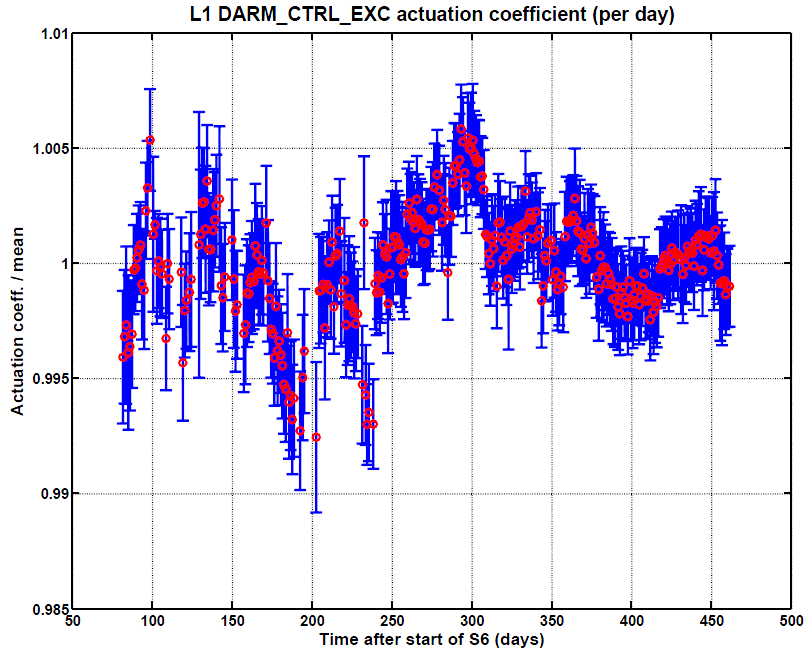 L1 DARM_CTRL_EXC actuation coefficient (per day)
1.01
1.005
1
0.995
0.99
0.985
Actuation coeff. / mean
50 100 150 200 250 300 350 400 450 500
Time after start of S6 (days)